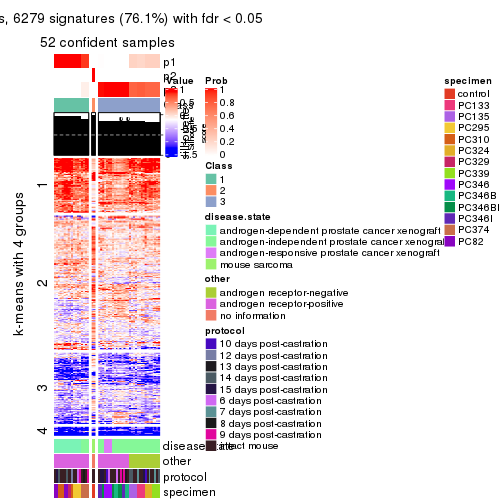 s, 6279 signatures (76.1%) with fdr < 0.05
52 confident samples
p1
p2
Value
Prob
1
0.8
0.6
0.4
0.2
0
Class
1
2
3
disease.state
androgen-dependent prostate cancer xenograft
androgen-independent prostate cancer xenograft
androgen-responsive prostate cancer xenograft
mouse sarcoma
other
androgen receptor-negative
androgen receptor-positive
no information
protocol
10 days post-castration
12 days post-castration
13 days post-castration
14 days post-castration
15 days post-castration
6 days post-castration
7 days post-castration
8 days post-castration
9 days post-castration
intact mouse
specimen
control
PC133
PC135
PC295
PC310
PC324
PC329
PC339
PC346
PC346B
PC346BI
PC346I
PC374
PC82
k-means with 4 groups
1
2
3
4
disease.state
other
protocol
specimen